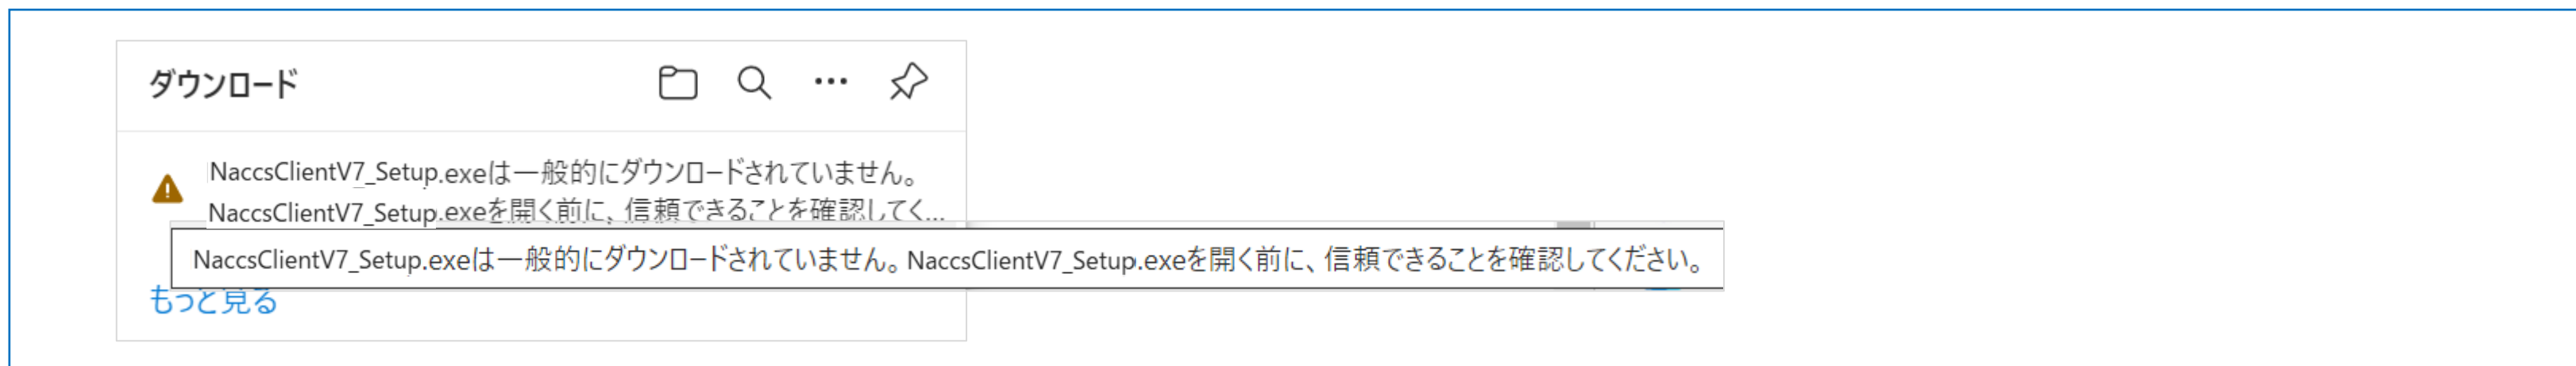 ダウンロード
NaccsClientV7_Setup.exeは一般的にダウンロードされていません。
NaccsClientV7_Setup.exeを開く前に、信頼できることを確認してく...
NaccsClientV7_Setup.exeは一般的にダウンロードされていません。NaccsClientV7_Setup.exeを開く前に、信頼できることを確認してください。
もっと見る